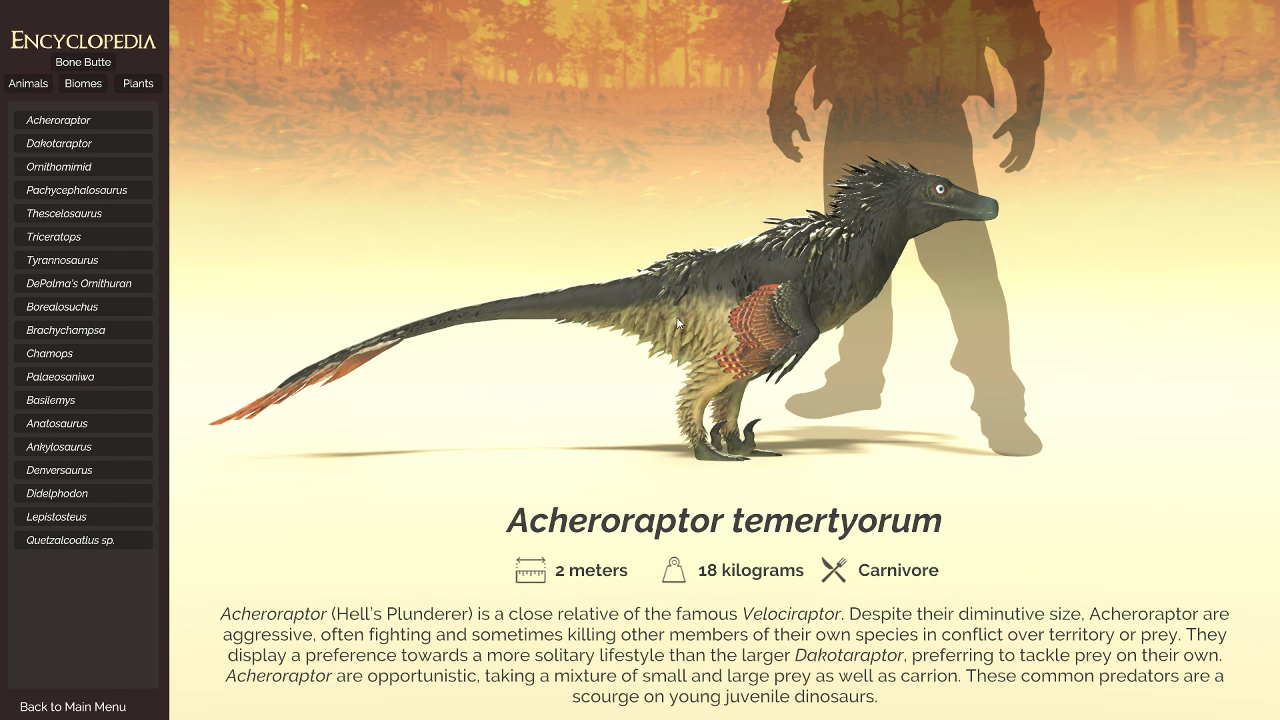 Encyclopedia
Bone Butte
Animals Biomes Plants
Acheroraptor
Dakotaraptor
Ornithomimid
Pachycephalosaurus
Thescelosaurus
Triceratops
Tyrannosaurus
DePalma's Ornithuran
Borealosuchus
Brachychampsa
Chamops
Palaeosaniwa
Basilemys
Anatosaurus
Ankylosaurus
Denversaurus
Didelphodon
Lepistosteus
Quetzalcoatlus sp.
Back to Main Menu
Acheroraptor temertyorum
2 meters 18 kilograms Carnivore
Acheroraptor (Hell's Plunderer) is a close relative of the famous Velociraptor. Despite their diminutive size, Acheroraptor are
aggressive, often fighting and sometimes killing other members of their own species in conflict over territory or prey. They
display a preference towards a more solitary lifestyle than the larger Dakotaraptor, preferring to tackle prey on their own.
Acheroraptor are opportunistic, taking a mixture of small and large prey as well as carrion. These common predators are a
scourge on young juvenile dinosaurs.